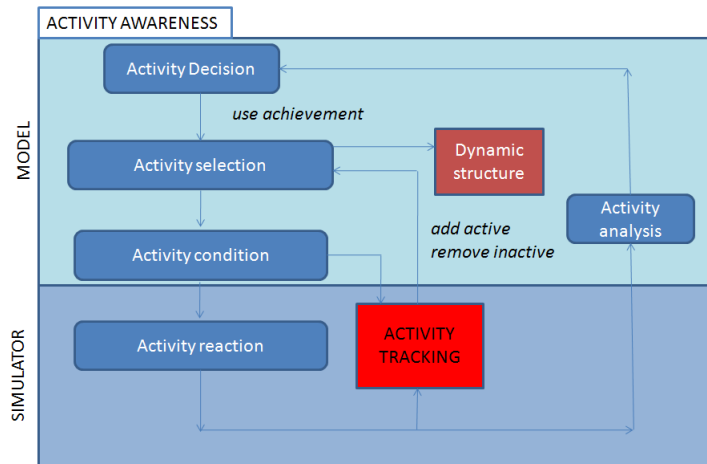 ACTIVITY AWARENESS
MODEL
Activity Decision
use achievement
Activity selection
Dynamic
structure
Activity
analysis
add active
remove inactive
Activity condition
SIMULATOR
Activity reaction
ACTIVITY
TRACKING